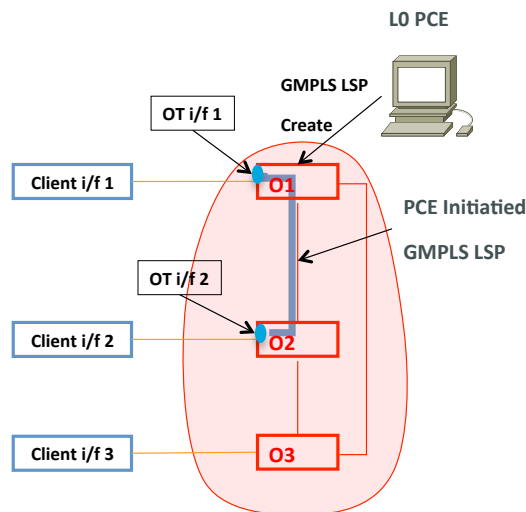 L0 PCE
GMPLS LSP
Create
OT i/f 1
Client i/f 1
O1
PCE Initiatied
GMPLS LSP
OT i/f 2
Client i/f 2
O2
Client i/f 3
O3